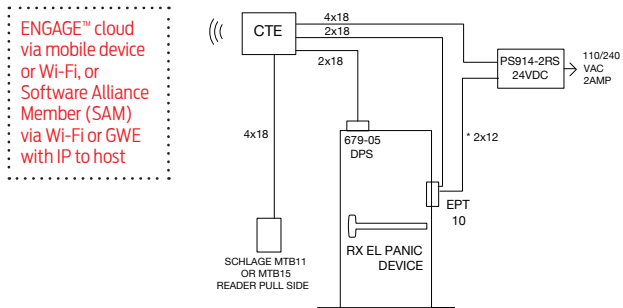 ENGAGE™ cloud
via mobile device
or Wi-Fi, or
Software Alliance
Member (SAM)
via Wi-Fi or GWE
with IP to host
CTE
4x18
2x18
2x18
PS914-2RS
24VDC
110/240
VAC
2AMP
4x18
679-05
DPS
* 2x12
EPT
10
RX EL PANIC
DEVICE
SCHLAGE MTB11
OR MTB15
READER PULL SIDE